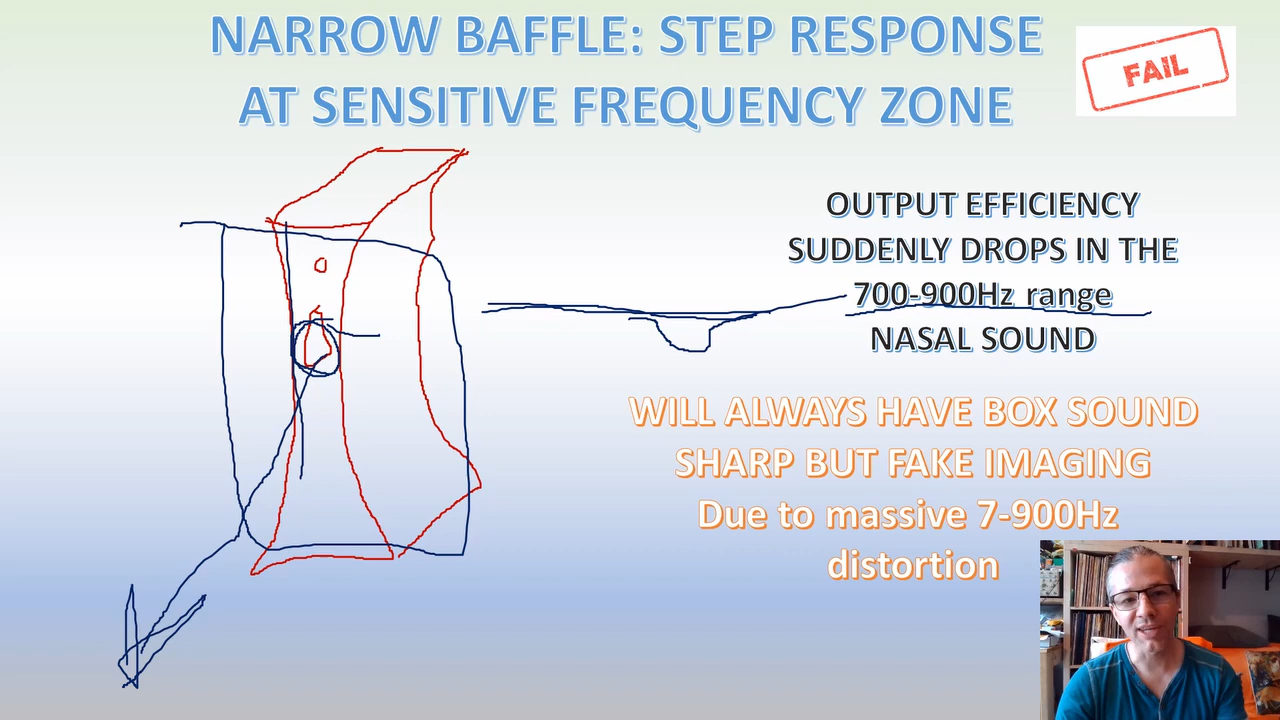 NARROW BAFFLE: STEP RESPONSE
AT SENSITIVE FREQUENCY ZONE
FAIL
OUTPUT EFFICIENCY
SUDDENLY DROPS IN THE
700-900Hz range
NASAL SOUND
WILL ALWAYS HAVE BOX SOUND
SHARP BUT FAKE IMAGING
Due to massive 7-900Hz
distortion